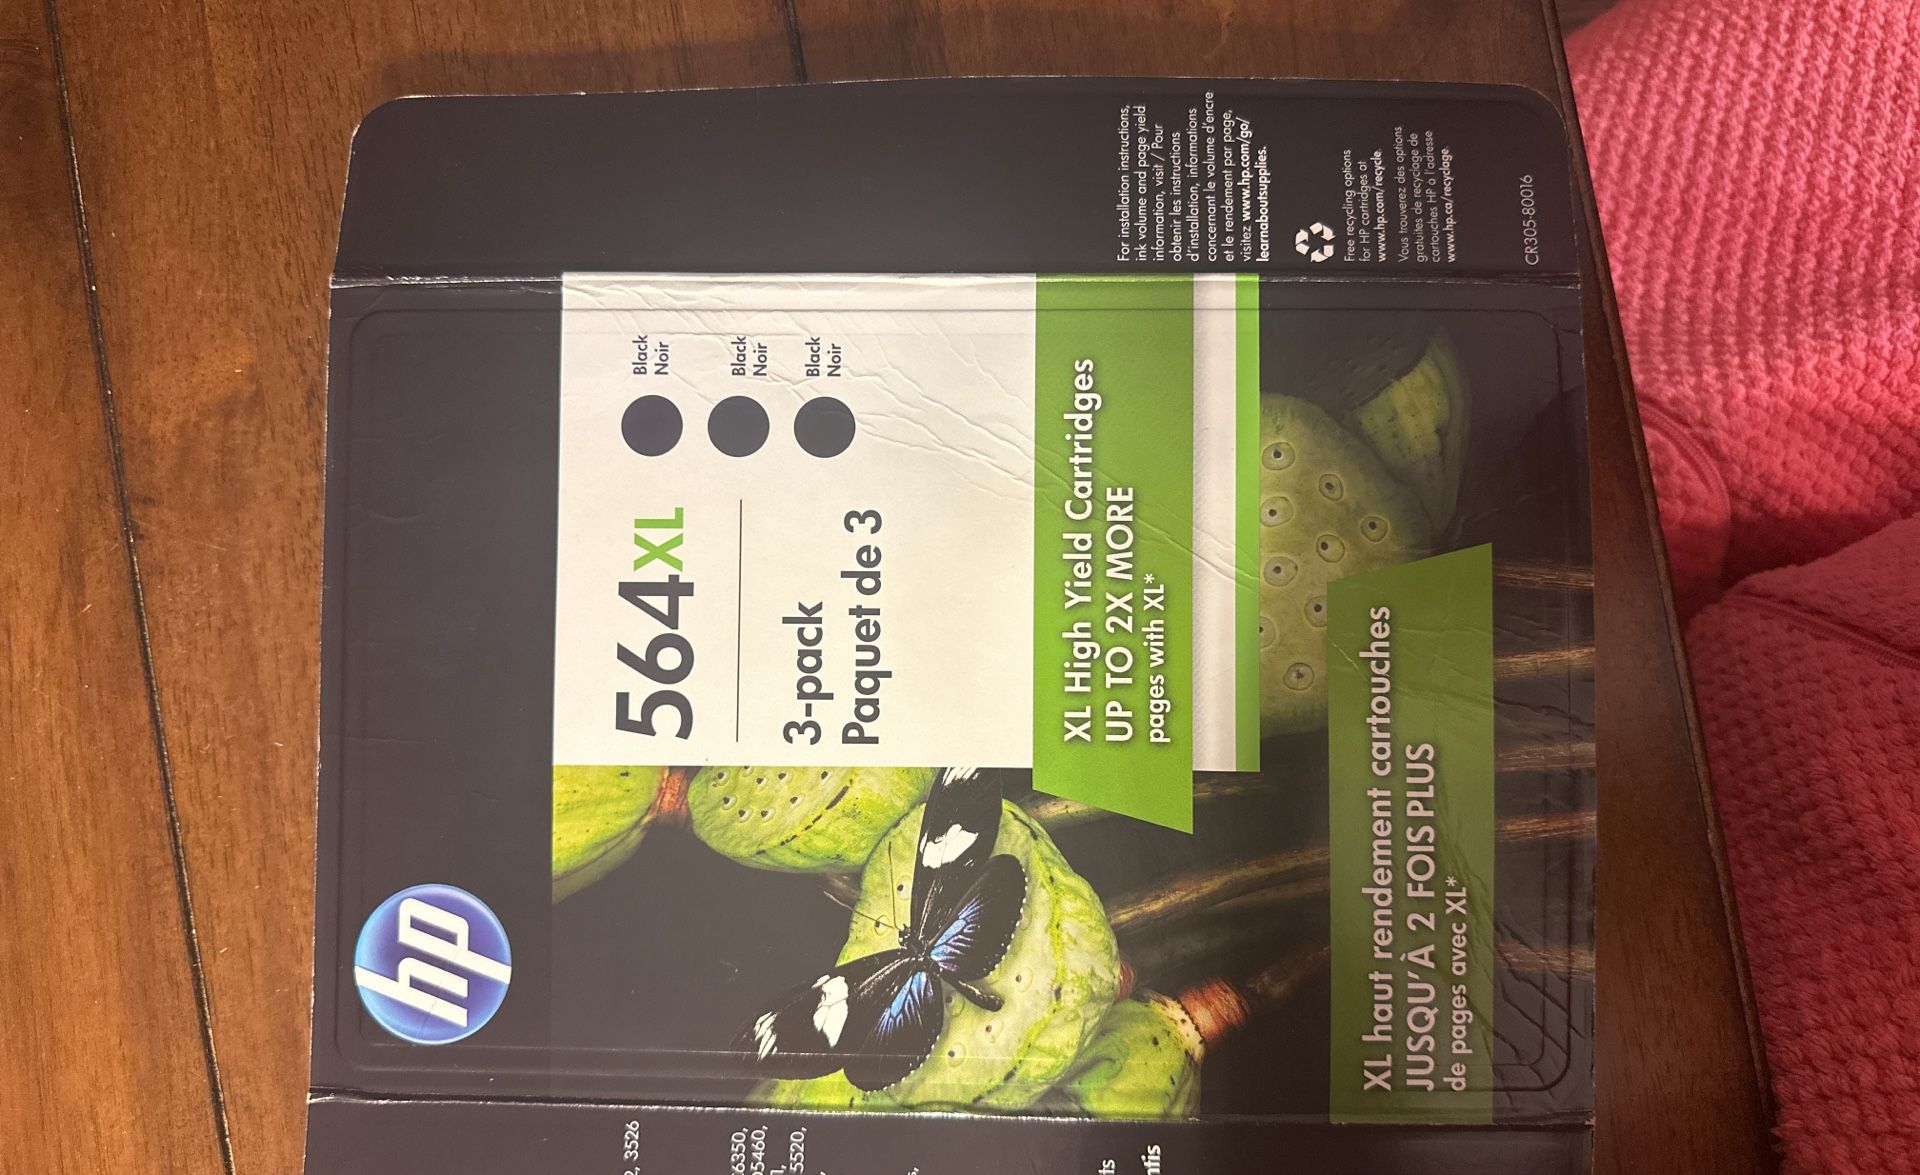 hp
564XL
3-pack
Paquet de 3
Black
Noir
Black
Noir
Black
Noir
XL High Yield Cartridges
UP TO 2X MORE
pages with XL*
XL haut rendement cartouches
JUSQU'À 2 FOIS PLUS
de pages avec XL*
For installation instructions,
ink volume and page yield
information, visit / Pour
obtenir les instructions
d'installation, informations
concernant le volume d'encre
et le rendement par page,
visitez www.hp.com/go/
learnaboutsupplies.
Free recycling options
for HP cartridges at
www.hp.com/recycle.
Vous trouverez des options
gratuites de recyclage de
cartouches HP à l'adresse
www.hp.ca/recyclage.
CR305-80016
3526
5520,